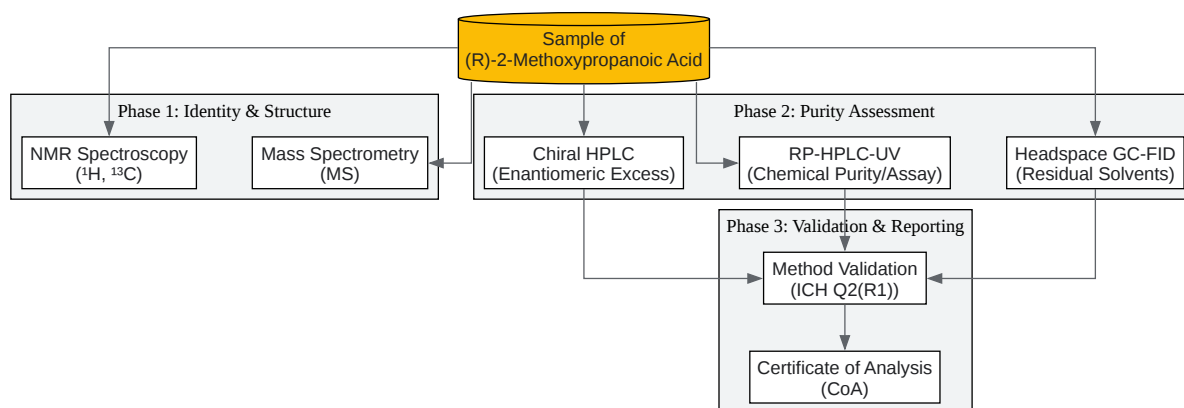 Sample of
(R)-2-Methoxypropanoic Acid
Phase 1: Identity & Structure
Phase 2: Purity Assessment
NMR Spectroscopy
(¹H, ¹³C)
Mass Spectrometry
(MS)
Chiral HPLC
(Enantiomeric Excess)
RP-HPLC-UV
(Chemical Purity/Assay)
Headspace GC-FID
(Residual Solvents)
Phase 3: Validation & Reporting
Method Validation
(ICH Q2(R1))
Certificate of Analysis
(CoA)